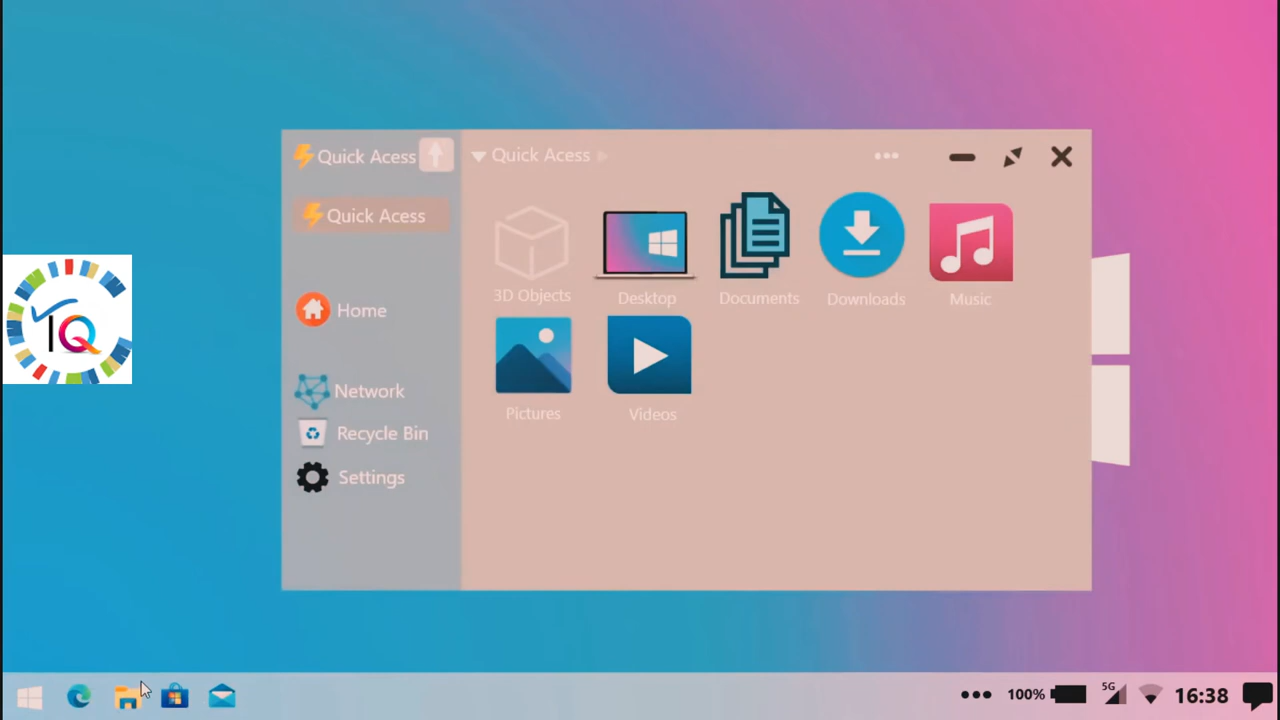 Quick Acess
Quick Acess
Quick Acess
Home
Network
Recycle Bin
Settings
3D Objects
Desktop
Documents
Downloads
Music
Pictures
Videos
IQ
100%
5G
16:38